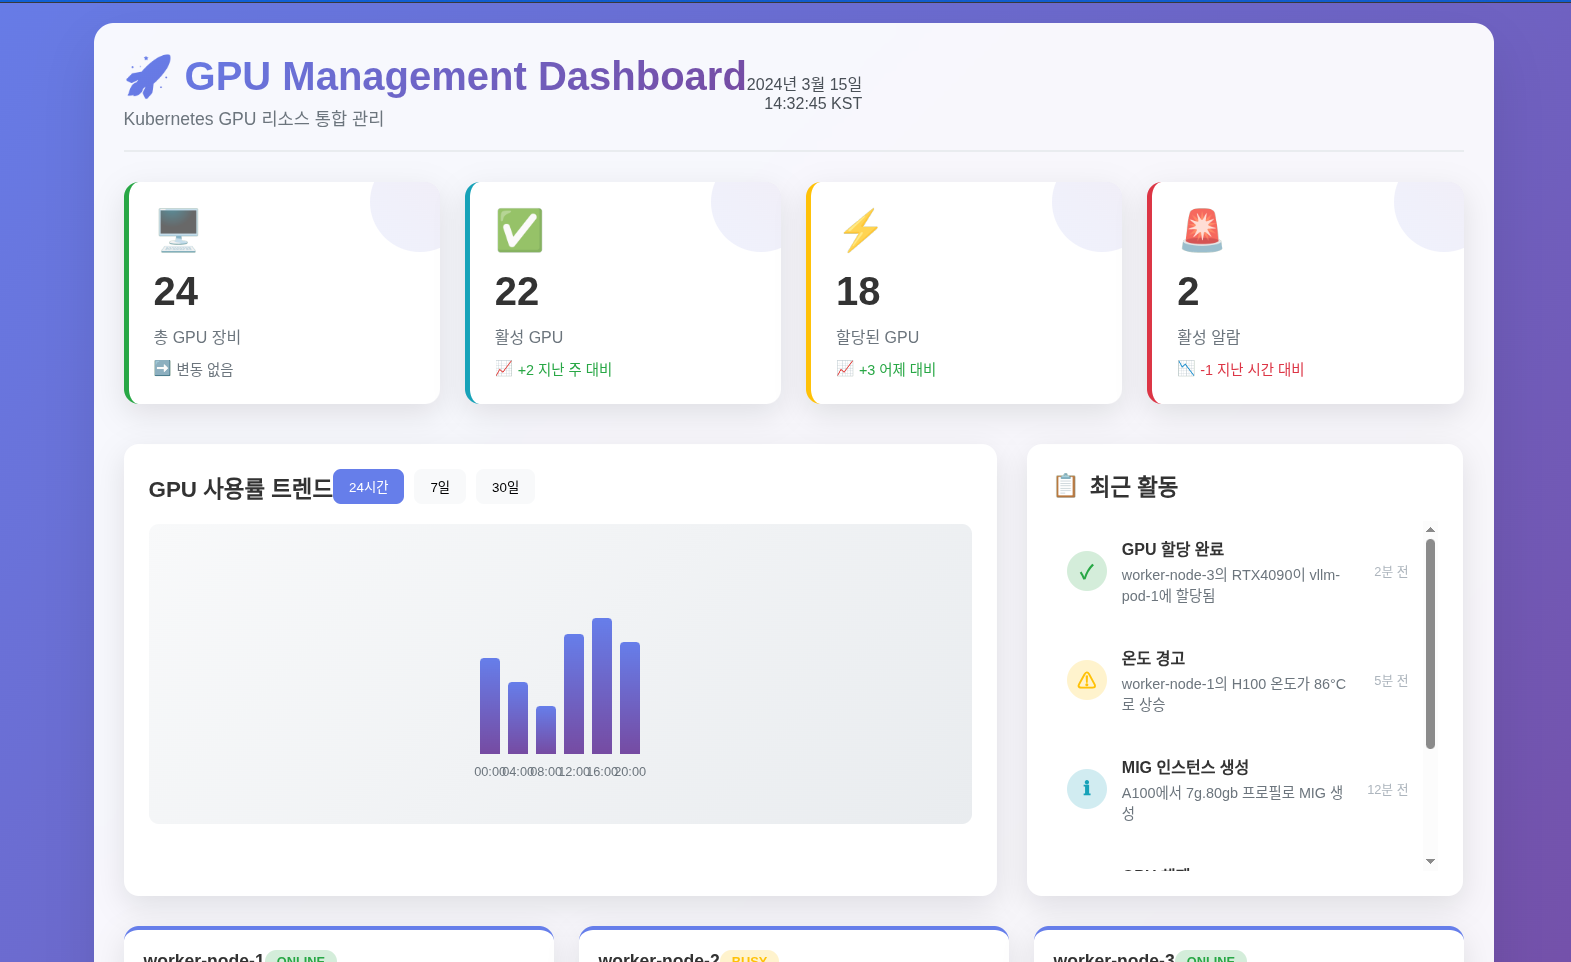 GPU Management Dashboard
2024년 3월 15일
14:32:45 KST
Kubernetes GPU 리소스 통합 관리
24
총 GPU 장비
변동 없음
22
활성 GPU
+2 지난 주 대비
18
할당된 GPU
+3 어제 대비
2
활성 알람
-1 지난 시간 대비
GPU 사용률 트렌드
24시간
7일
30일
00:00
04:00
08:00
12:00
16:00
20:00
최근 활동
GPU 할당 완료
worker-node-3의 RTX4090이 vllm-
pod-1에 할당됨
2분 전
온도 경고
worker-node-1의 H100 온도가 86°C
로 상승
5분 전
MIG 인스턴스 생성
A100에서 7g.80gb 프로필로 MIG 생
성
12분 전
worker-node-1
ONLINE
worker-node-2
BUSY
worker-node-3
ONLINE